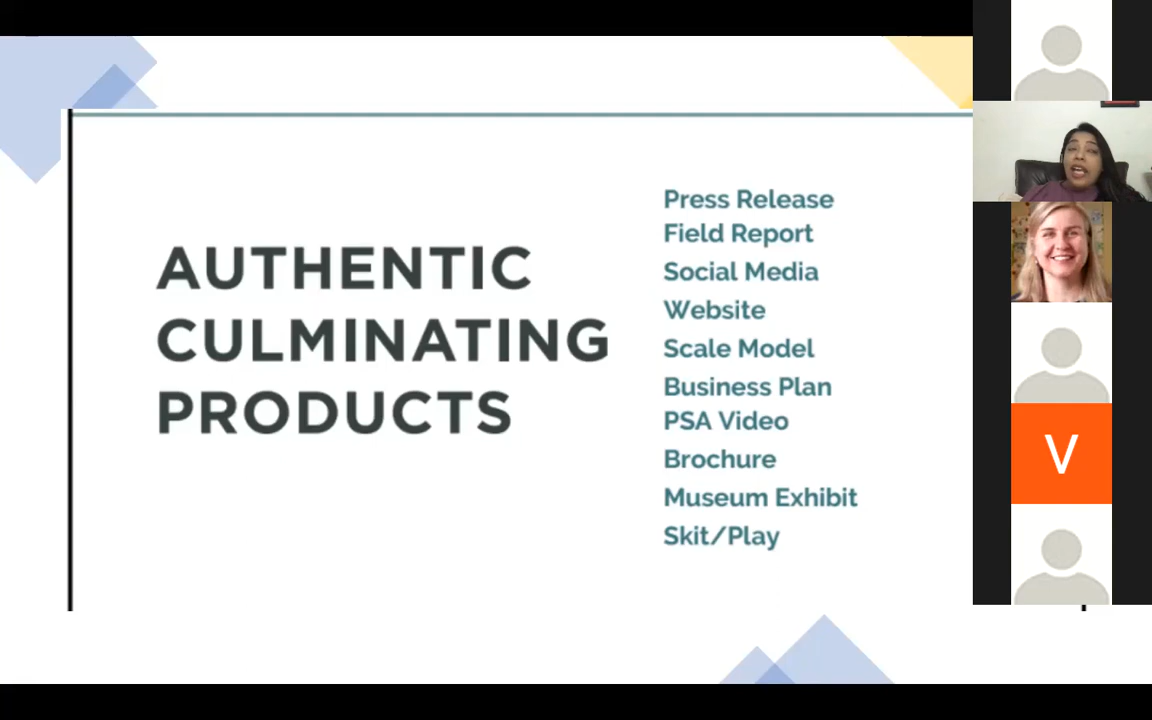 AUTHENTIC
CULMINATING
PRODUCTS
Press Release
Field Report
Social Media
Website
Scale Model
Business Plan
PSA Video
Brochure
Museum Exhibit
Skit/Play
V